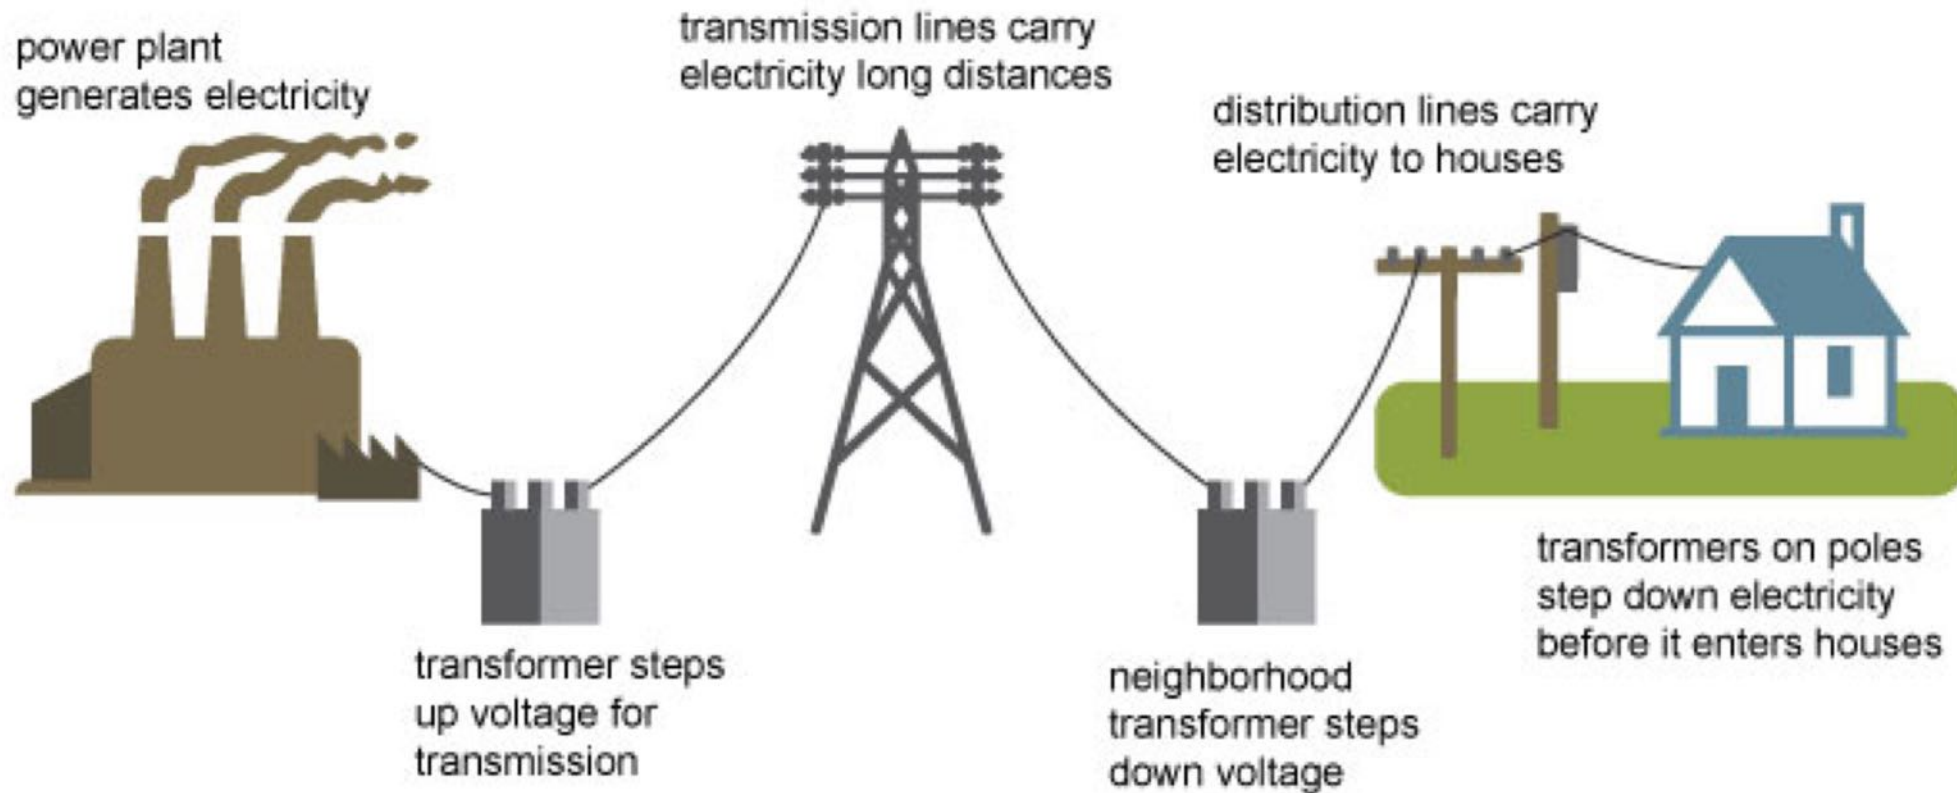 power plant
generates electricity
transmission lines carry
electricity long distances
distribution lines carry
electricity to houses
transformer steps
up voltage for
transmission
neighborhood
transformer steps
down voltage
transformers on poles
step down electricity
before it enters houses